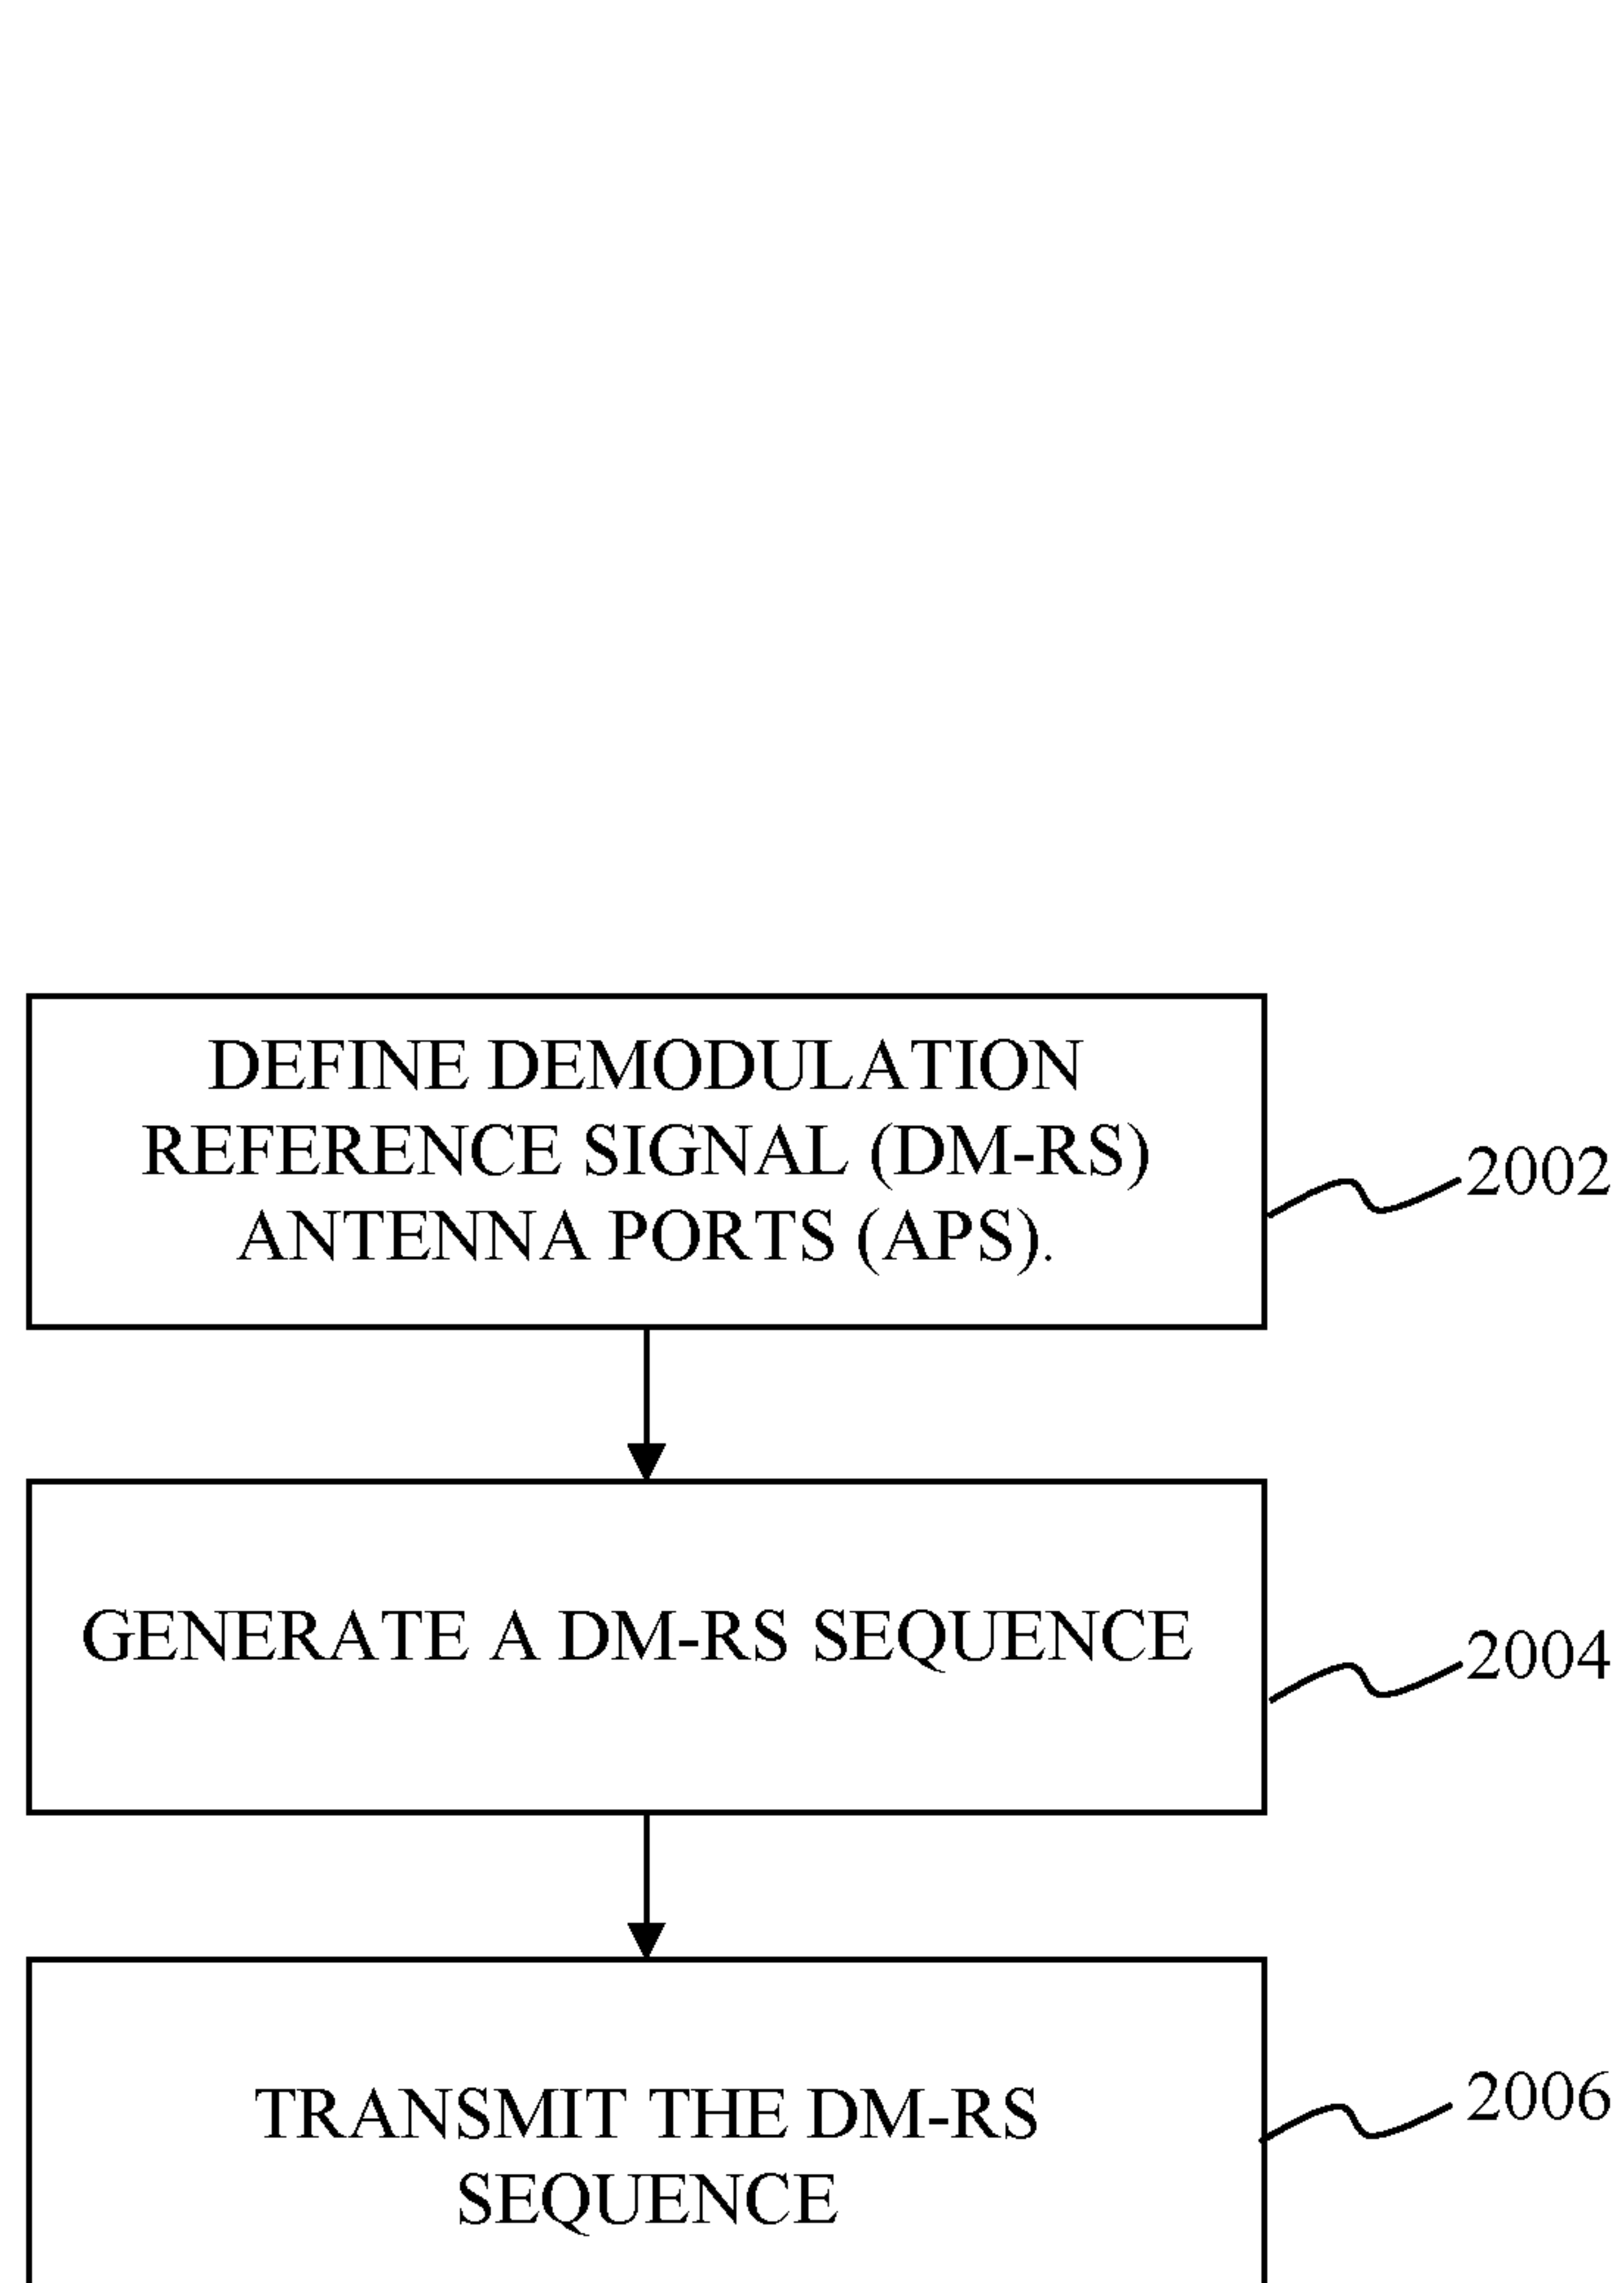 DEFINE DEMODULATION
REFERENCE SIGNAL (DM-RS)
ANTENNA PORTS (APS).
2002
GENERATE A DM-RS SEQUENCE
2004
TRANSMIT THE DM-RS
SEQUENCE
2006